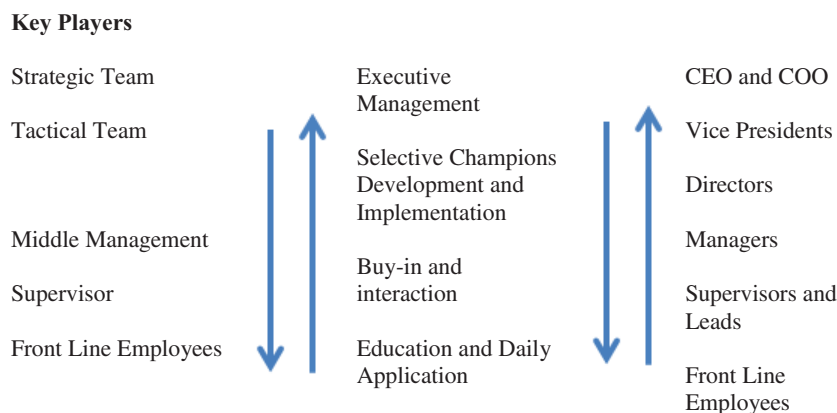 Key Players
Strategic Team
Tactical Team
Middle Management
Supervisor
Front Line Employees
Executive
Management
Selective Champions
Development and
Implementation
Buy-in and
interaction
Education and Daily
Application
CEO and COO
Vice Presidents
Directors
Managers
Supervisors and
Leads
Front Line
Employees